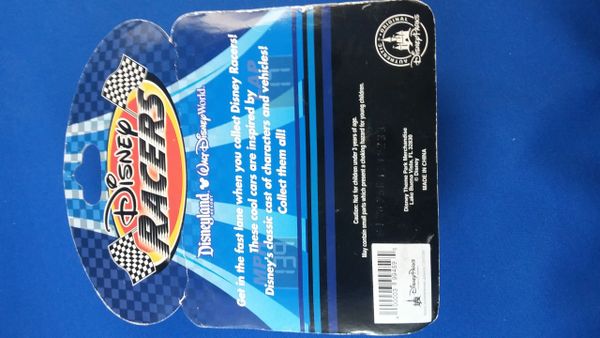 Disney
RACERS
Disneyland
RESORT
Walt Disney World
Get in the fast lane when you collect Disney Racers!
These cool cars are inspired by
Disney's classic cast of characters and vehicles!
Collect them all!
Caution: Not for children under 3 years of age.
May contain small parts which present a choking hazard for young children.
Disney Theme Park Merchandise
Lake Buena Vista, FL 32830
© Disney
MADE IN CHINA
ORIGINAL
Disney Parks
AUTHENTIC
Disney Parks